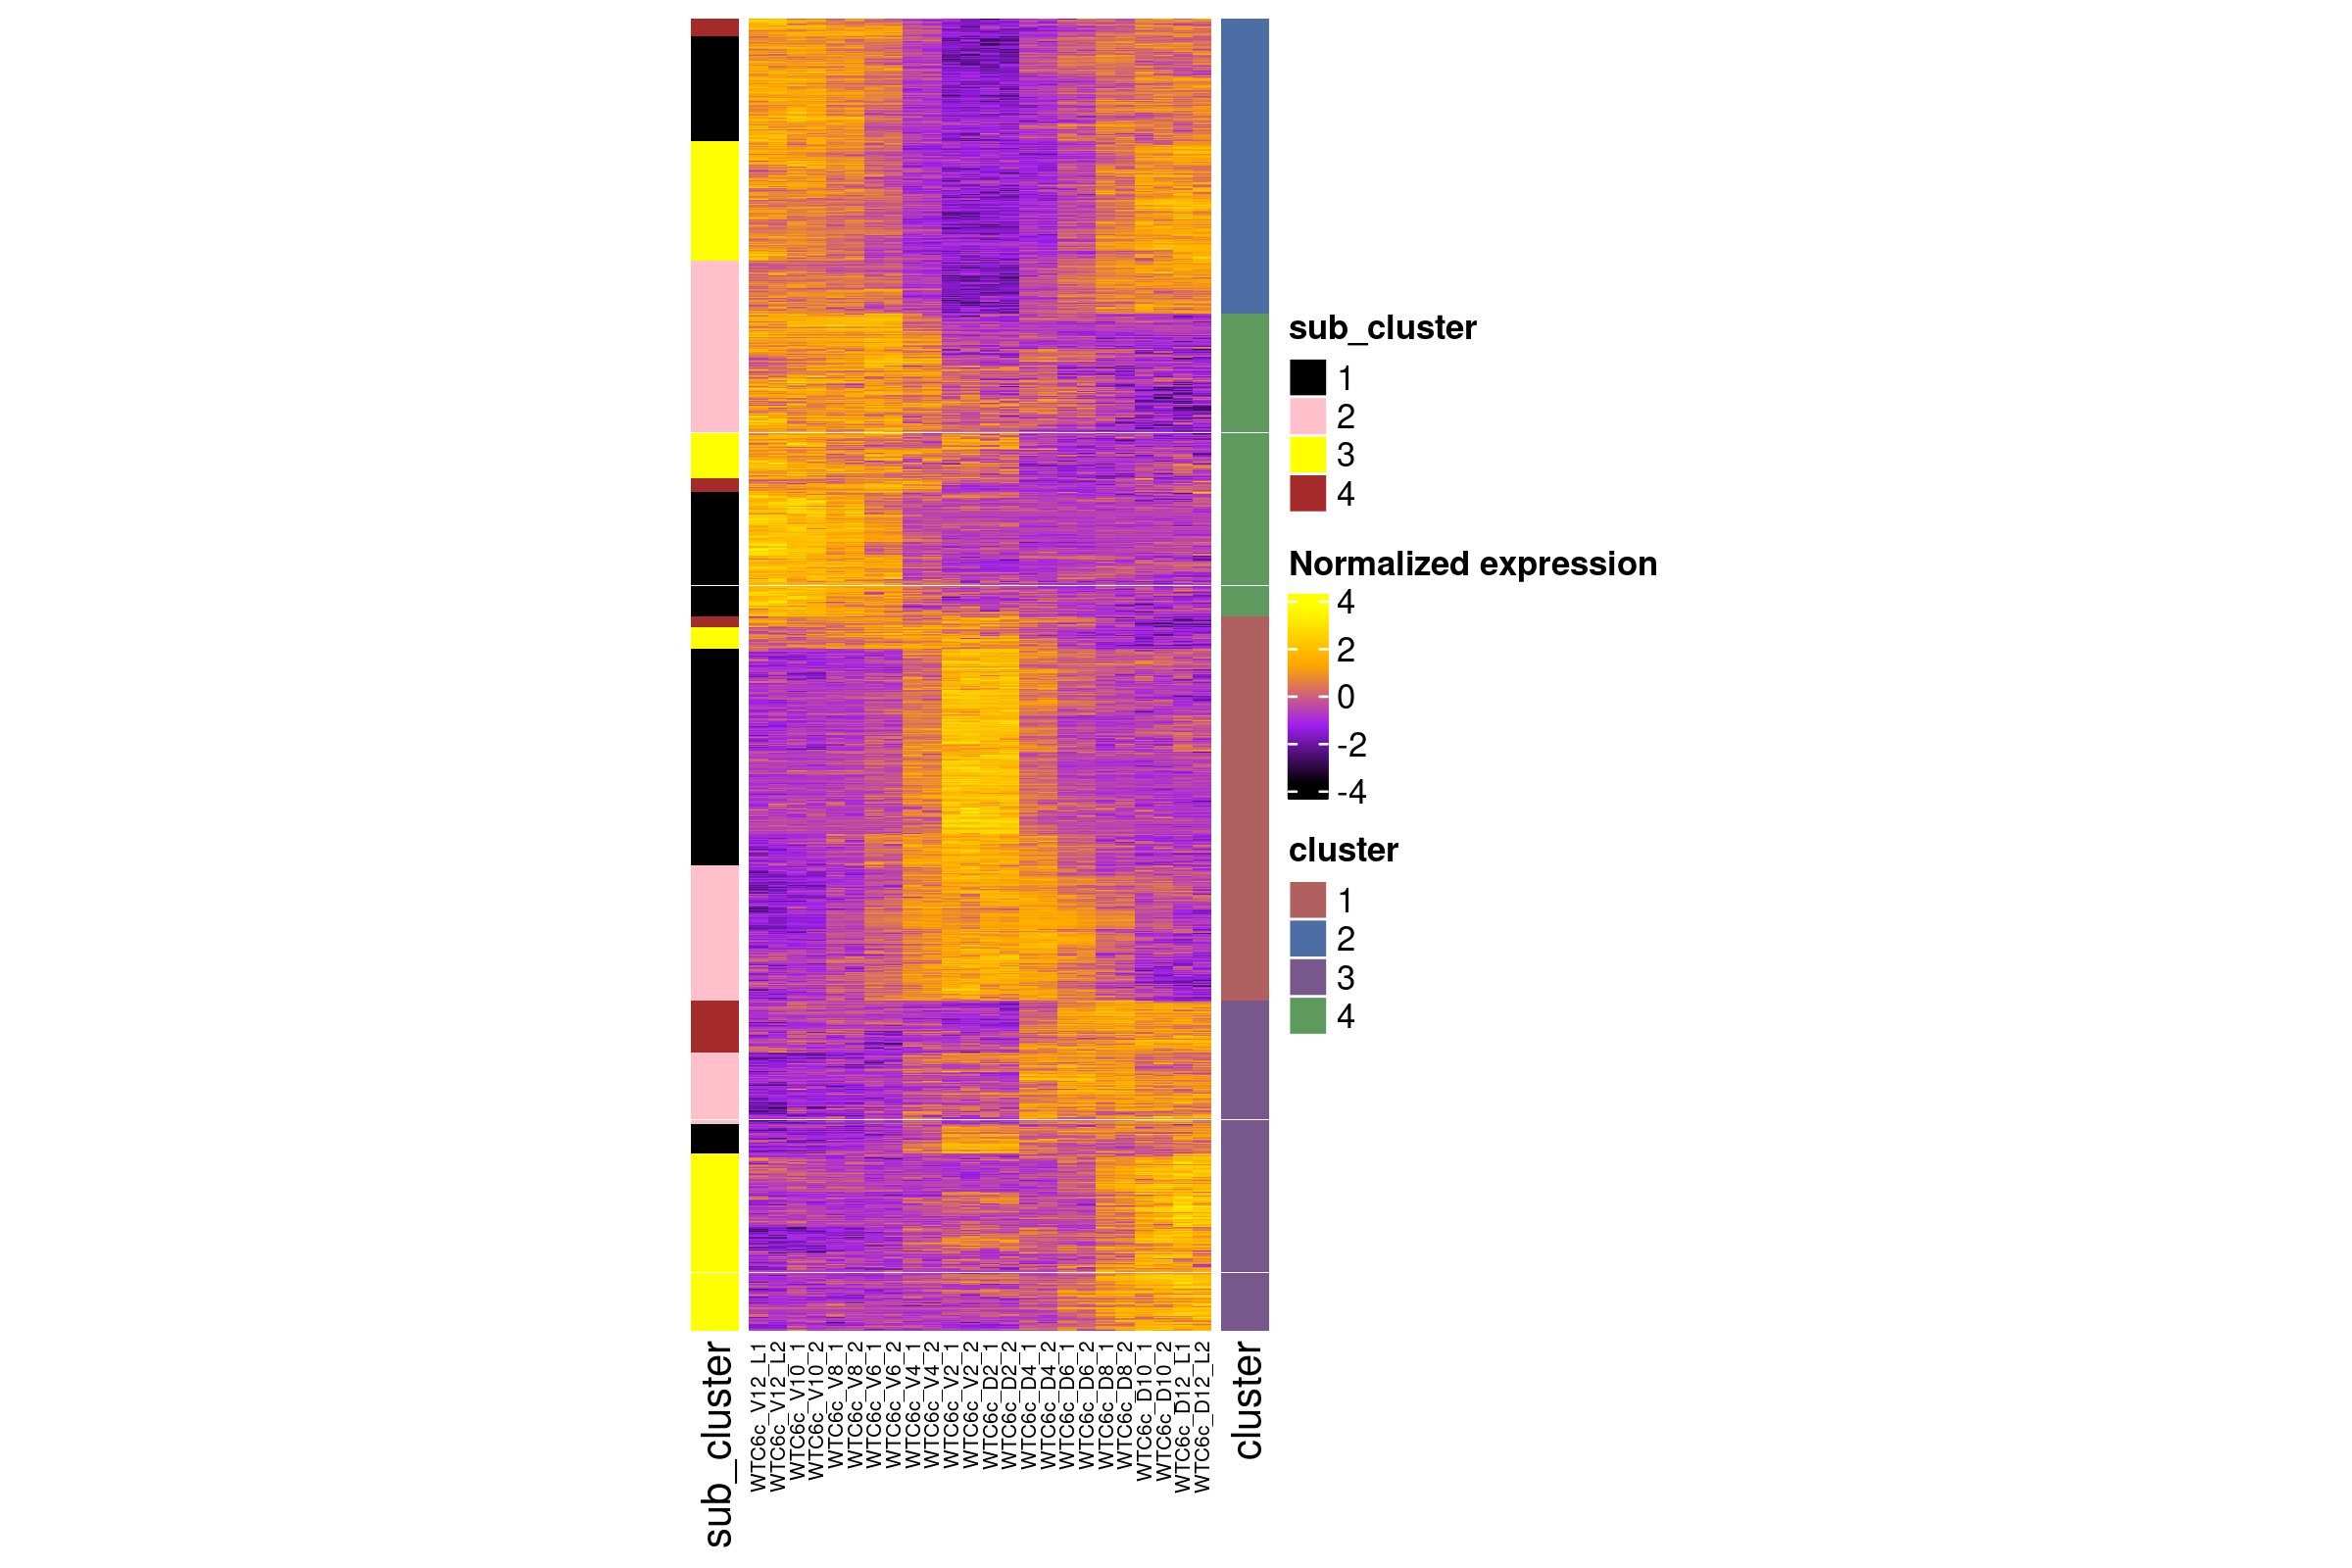 sub_cluster
1
2
3
4
Normalized expression
4
2
0
-2
-4
cluster
1
2
3
4
sub_cluster
WTC6c_V12_L1
WTC6c_V12_L2
WTC6c_V10_1
WTC6c_V10_2
WTC6c_V8_1
WTC6c_V8_2
WTC6c_V6_1
WTC6c_V6_2
WTC6c_V4_1
WTC6c_V4_2
WTC6c_V2_1
WTC6c_V2_2
WTC6c_D2_1
WTC6c_D2_2
WTC6c_D4_1
WTC6c_D4_2
WTC6c_D6_1
WTC6c_D6_2
WTC6c_D8_1
WTC6c_D8_2
WTC6c_D10_1
WTC6c_D10_2
WTC6c_D12_L1
WTC6c_D12_L2
cluster